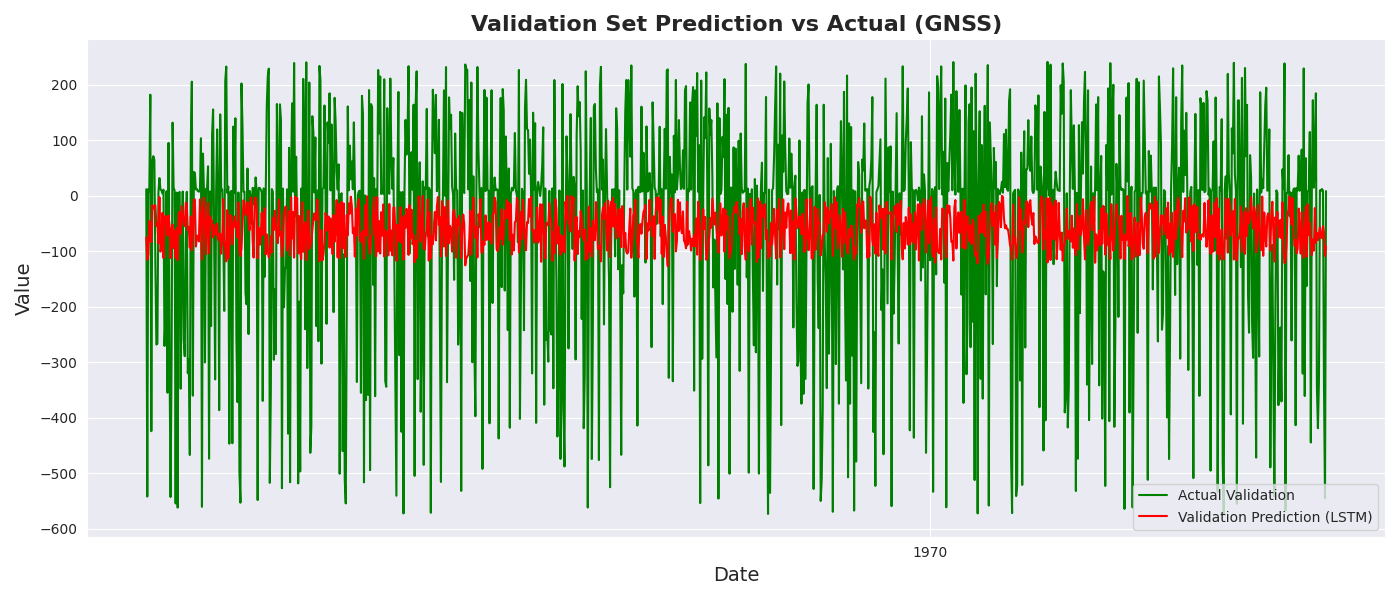 Validation Set Prediction vs Actual (GNSS)
Value
200
100
0
−100
−200
−300
−400
−500
−600
Actual Validation
Validation Prediction (LSTM)
1970
Date